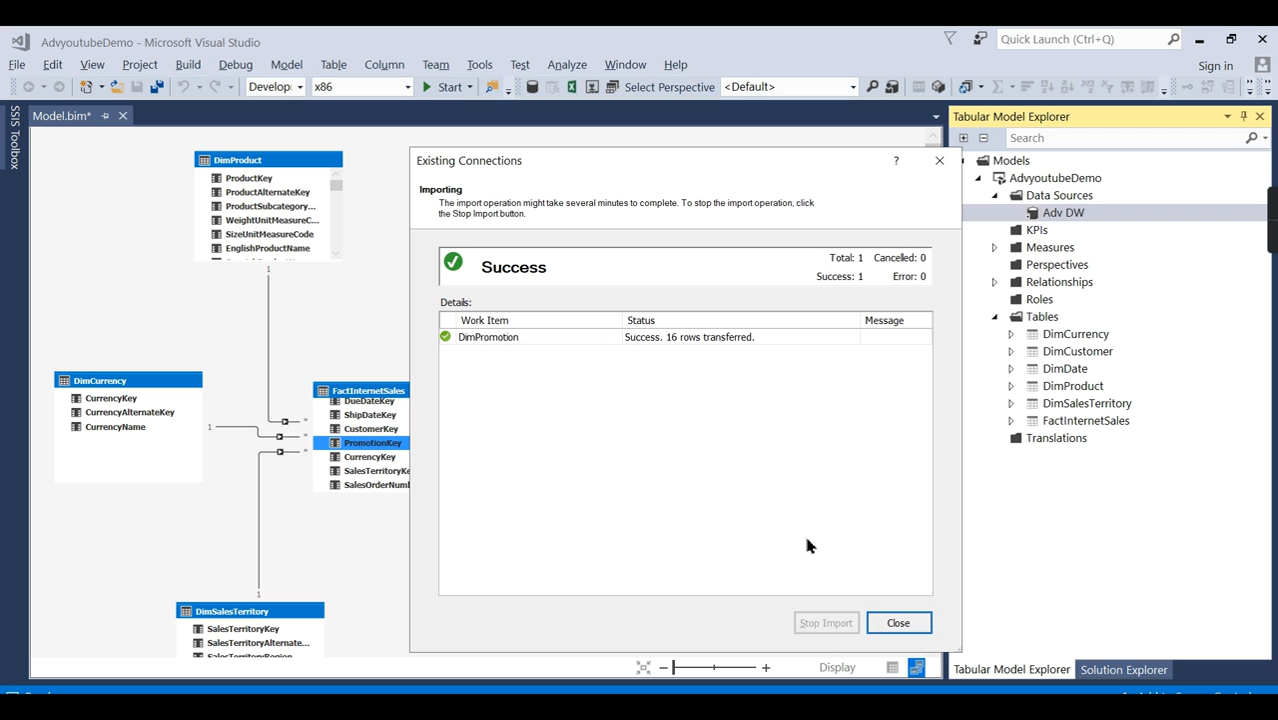 AdvyoutubeDemo - Microsoft Visual Studio
Quick Launch (Ctrl+Q)
File Edit View Project Build Debug Model Table Column Team Tools Test Analyze Window Help
Sign in
Develop x86 Start Select Perspective <Default>
SSIS Toolbox
Model.bim*
DimProduct
ProductKey
ProductAlternateKey
ProductSubcategory...
WeightUnitMeasureC...
SizeUnitMeasureCode
EnglishProductName
1
DimCurrency
CurrencyKey
CurrencyAlternateKey
CurrencyName
1
*
*
*
FactInternetSales
DueDateKey
ShipDateKey
CustomerKey
PromotionKey
CurrencyKey
SalesTerritoryKe
SalesOrderNum
1
DimSalesTerritory
SalesTerritoryKey
SalesTerritoryAlternate...
SalesTerritoryRegion
Existing Connections
?
Importing
The import operation might take several minutes to complete. To stop the import operation, click
the Stop Import button.
Success
Total: 1 Cancelled: 0
Success: 1 Error: 0
Details:
Work Item Status Message
DimPromotion Success. 16 rows transferred.
Stop Import Close
Display
Tabular Model Explorer
Search
Models
AdvyoutubeDemo
Data Sources
Adv DW
KPIs
Measures
Perspectives
Relationships
Roles
Tables
DimCurrency
DimCustomer
DimDate
DimProduct
DimSalesTerritory
FactInternetSales
Translations
Tabular Model Explorer Solution Explorer